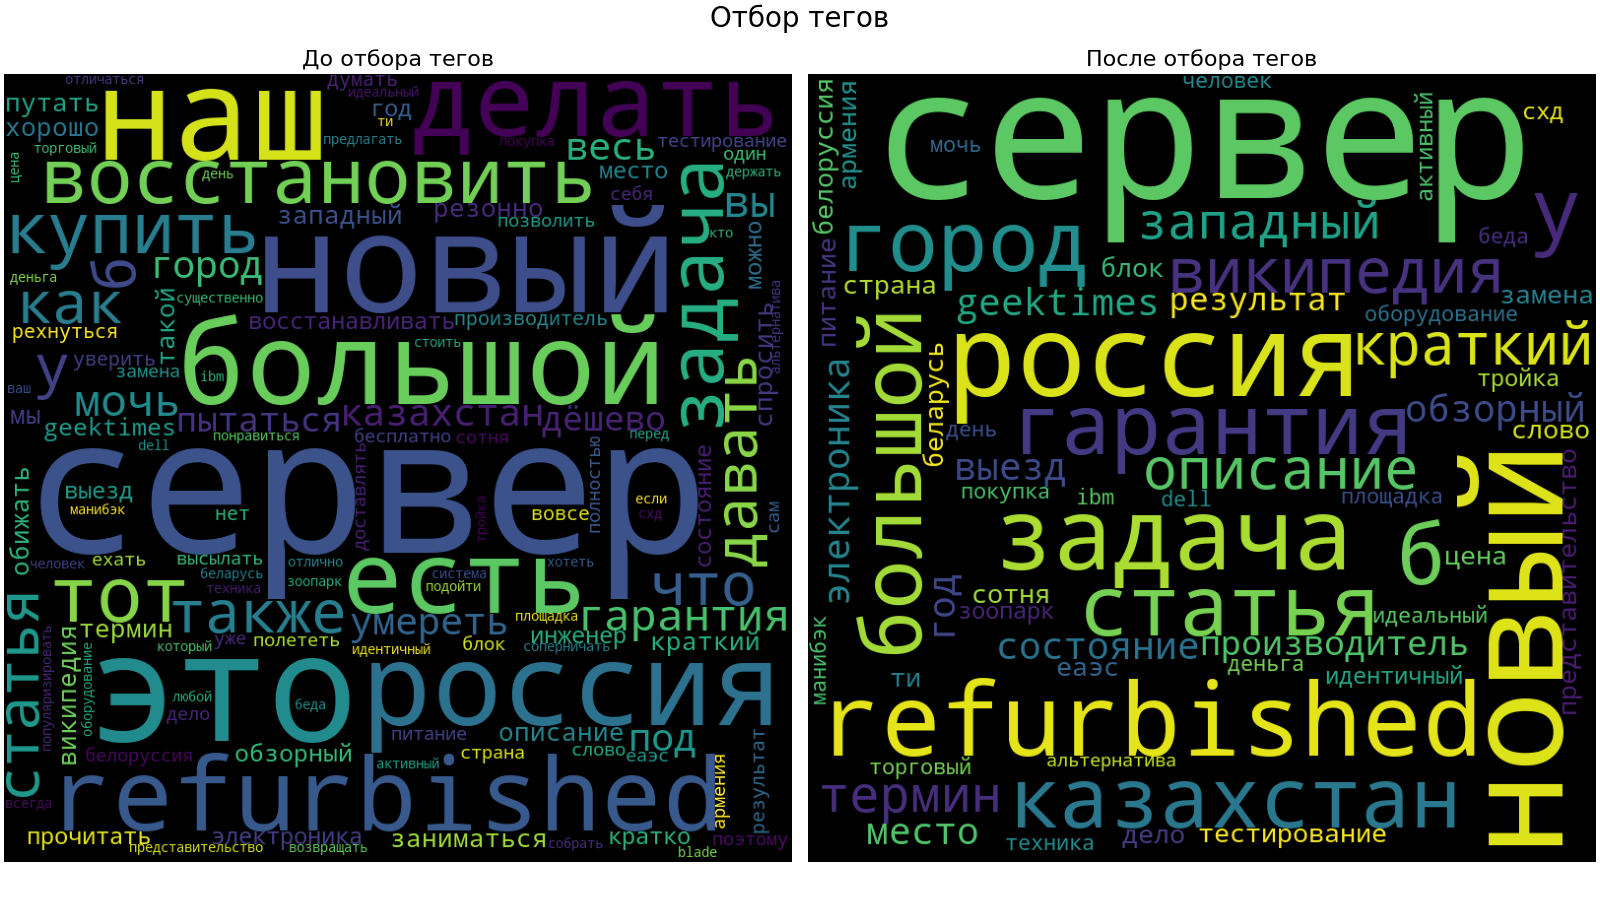 Отбор тегов
До отбора тегов
отличаться
думать
идеальный
путать
наш
год
делать
ти
хорошо
предлагать
покупка
тестирование
торговый
весь
один
цена
восстановить
день
место
держать
себя
задача
вы
купить
западный
резонно
позволить
кто
новый
можно
б
город
деньга
как
такой
существенно
альтернатива
рехнуться
восстанавливать
производитель
спросить
большой
стоить
у
уверить
замена
ibm
давать
ваш
мочь
мы
пытаться
казахстан
дёшево
geektimes
понравиться
бесплатно
сотня
перед
dell
сервер
обижать
доставлять
полностью
состояние
выезд
если
сам
манибэк
нет
тройка
вовсе
схд
человек
ехать
высылать
отлично
есть
хотеть
беларусь
зоопарк
система
что
техника
подойти
тот
также
площадка
гарантия
статья
термин
умереть
инженер
уже
полететь
блок
краткий
который
идентичный
соперничать
популяризировать
википедия
оборудование
это
россия
любой
беда
дело
питание
описание
под
белоруссия
обзорный
страна
слово
еаэс
результат
refurbished
активный
армения
всегда
прочитать
электроника
заниматься
кратко
поэтому
представительство
возвращать
собрать
blade
После отбора тегов
человек
белоруссия
армения
сервер
активный
схд
мочь
у
город
западный
беда
питание
блок
википедия
страна
geektimes
результат
замена
оборудование
большой
россия
краткий
электроника
беларусь
тройка
гарантия
обзорный
день
слово
выезд
описание
новый
представительство
покупка
ibm
dell
площадка
задача
б
цена
год
сотня
статья
зоопарк
идеальный
манибэк
состояние
производитель
еаэс
деньга
ти
идентичный
refurbished
торговый
альтернатива
термин
казахстан
место
техника
дело
тестирование